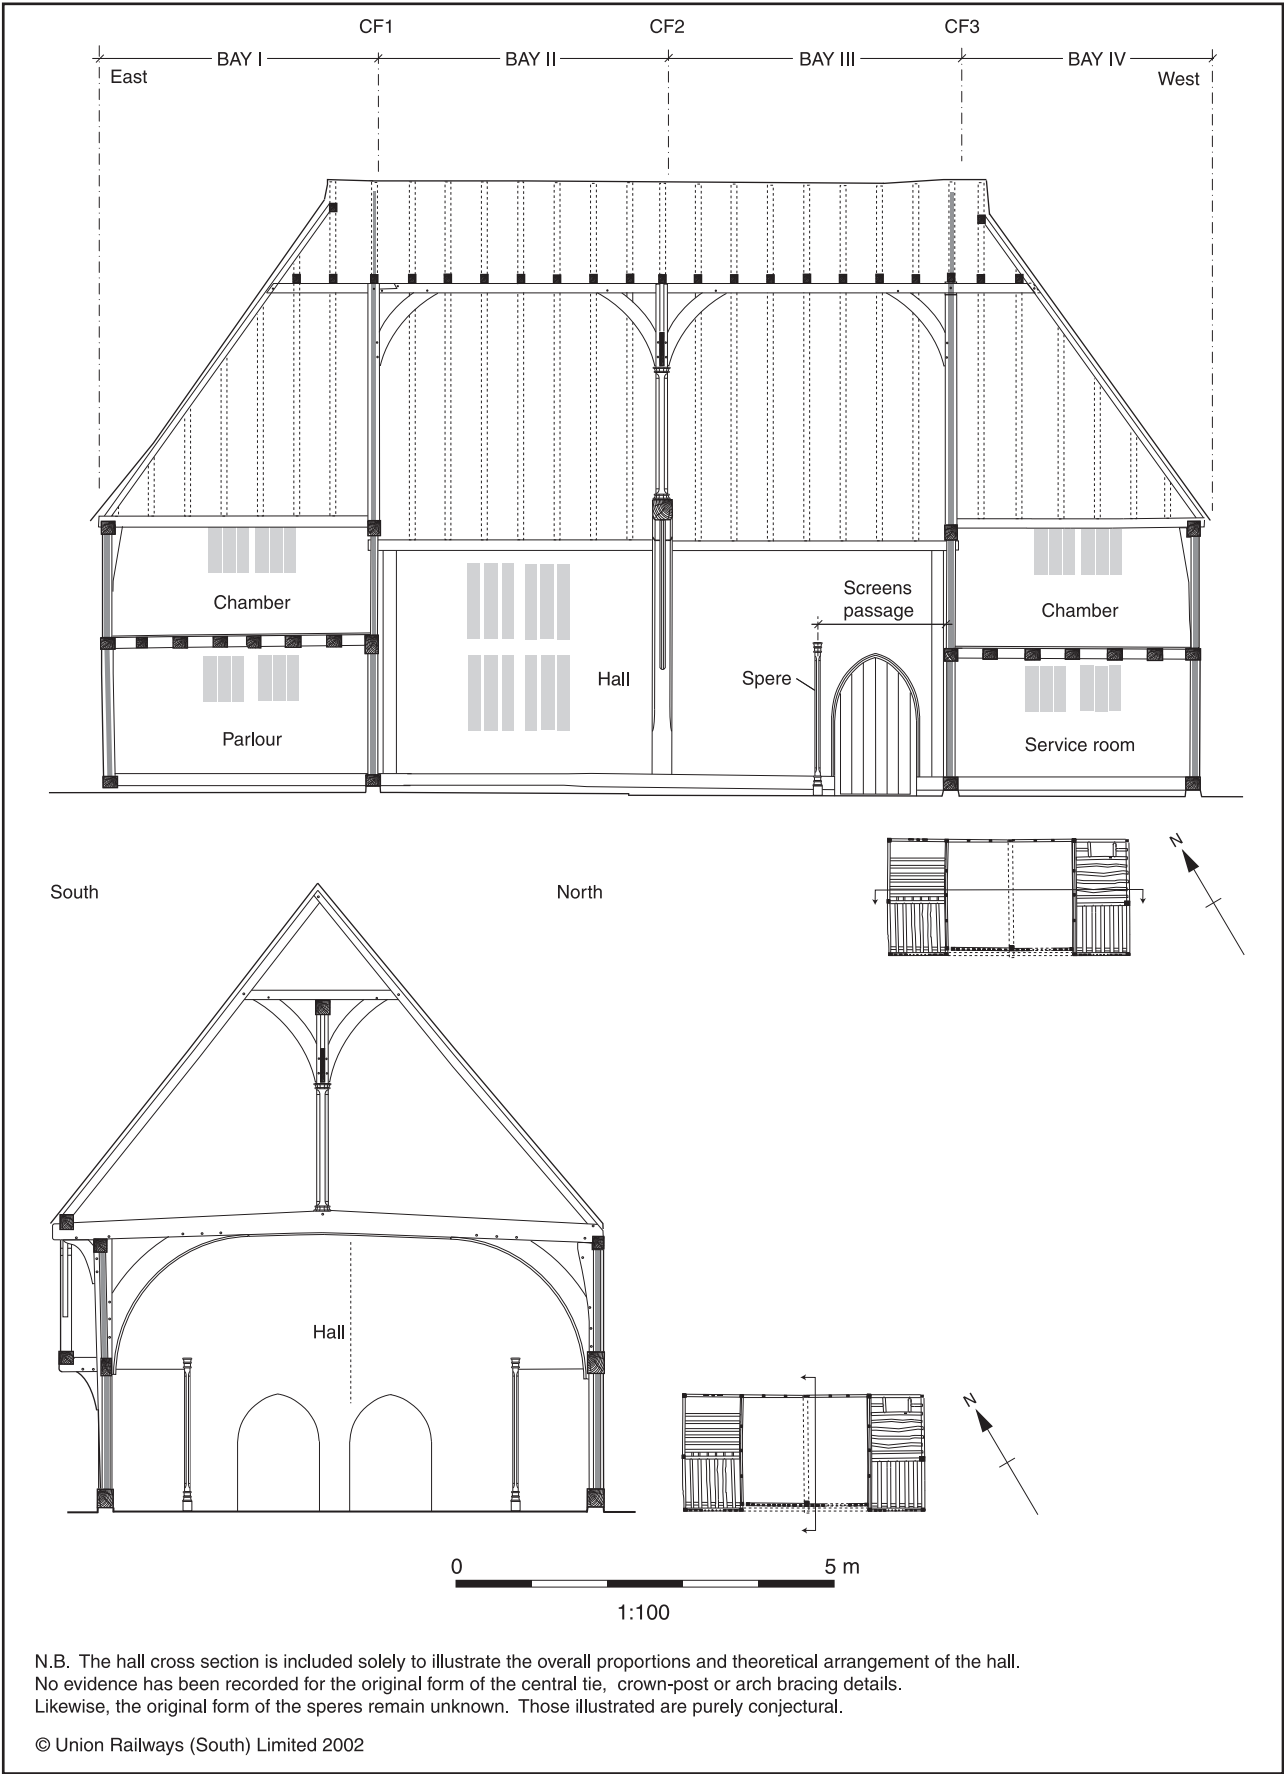 CF1 CF2 CF3
BAY I BAY II BAY III BAY IV
East West
Screens
passage
Chamber Chamber
Hall Spere
Parlour Service room
N
South North
Hall
N
0 5 m
1:100
N.B. The hall cross section is included solely to illustrate the overall proportions and theoretical arrangement of the hall.
No evidence has been recorded for the original form of the central tie, crown-post or arch bracing details.
Likewise, the original form of the speres remain unknown. Those illustrated are purely conjectural.
© Union Railways (South) Limited 2002